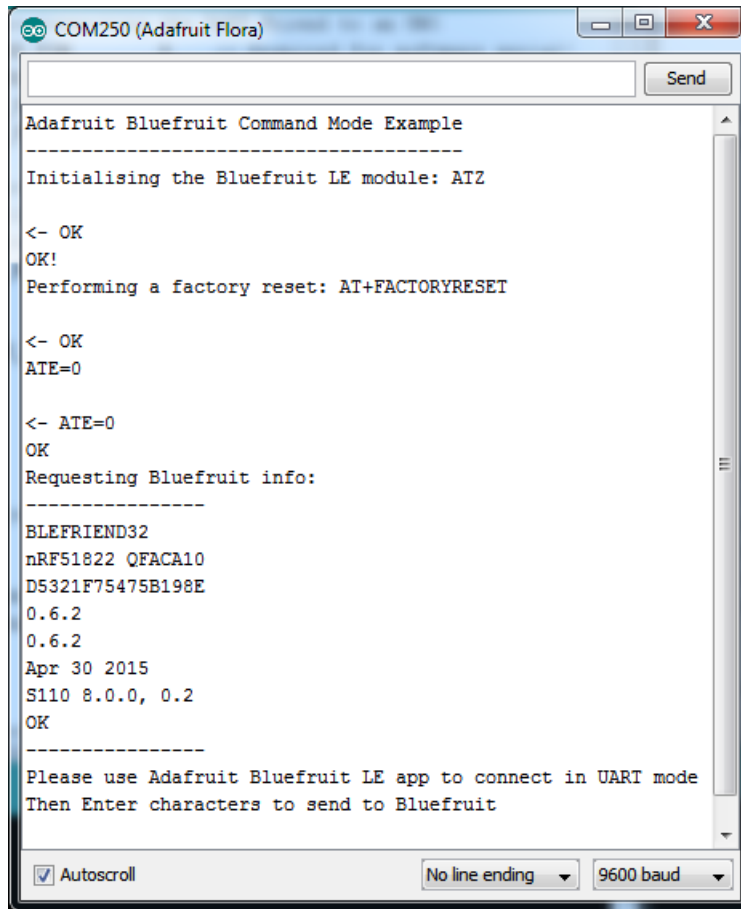 COM250 (Adafruit Flora)
Send
Adafruit Bluefruit Command Mode Example
---------------------------------------
Initialising the Bluefruit LE module: ATZ
<- OK
OK!
Performing a factory reset: AT+FACTORYRESET
<- OK
ATE=0
<- ATE=0
OK
Requesting Bluefruit info:
----------------
BLEFRIEND32
nRF51822 QFACA10
D5321F75475B198E
0.6.2
0.6.2
Apr 30 2015
S110 8.0.0, 0.2
OK
----------------
Please use Adafruit Bluefruit LE app to connect in UART mode
Then Enter characters to send to Bluefruit
Autoscroll
No line ending
9600 baud